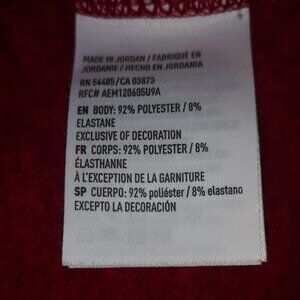 MADE IN JORDAN / FABRIQUÉ EN
JORDANIE / HECHO EN JORDANIA
RN 54485/CA 03873
RFC# AEM120605U9A
EN BODY: 92% POLYESTER / 8%
ELASTANE
EXCLUSIVE OF DECORATION
FR CORPS: 92% POLYESTER / 8%
ÉLASTHANNE
À L'EXCEPTION DE LA GARNITURE
SP CUERPO: 92% poliéster / 8% elastano
EXCEPTO LA DECORACIÓN